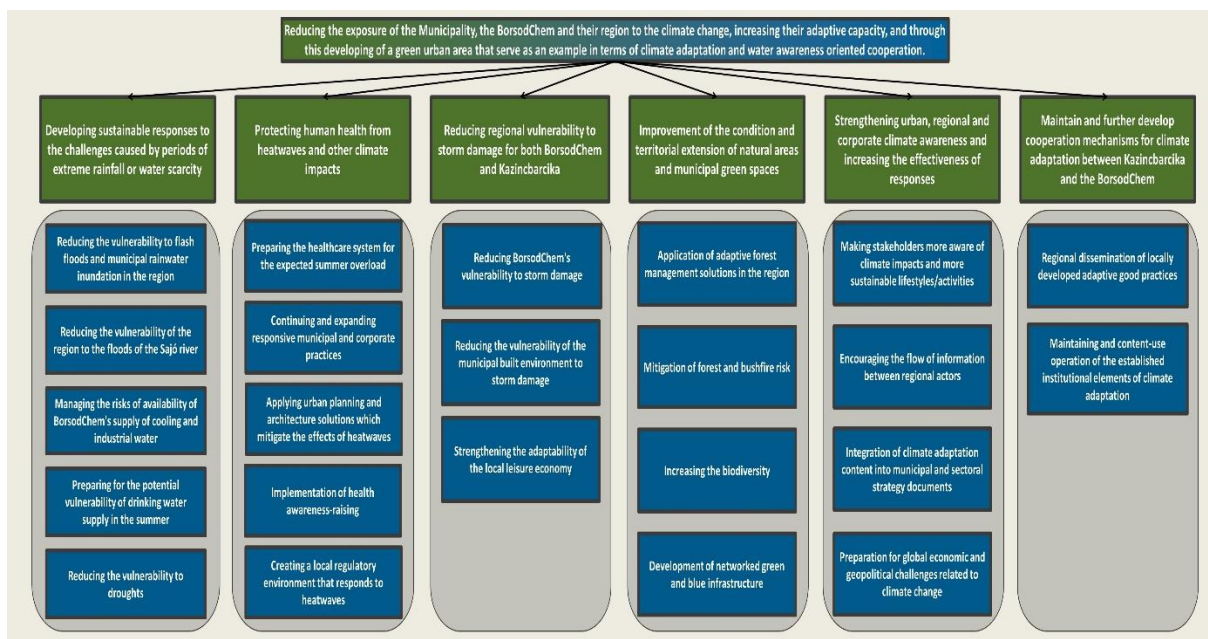 Reducing the exposure of the Municipality, the BorsodChem and their region to the climate change, increasing their adaptive capacity, and through
this developing of a green urban area that serve as an example in terms of climate adaptation and water awareness oriented cooperation.
Developing sustainable responses to
the challenges caused by periods of
extreme rainfall or water scarcity
Reducing the vulnerability to flash
floods and municipal rainwater
inundation in the region
Reducing the vulnerability of the
region to the floods of the Sajó river
Managing the risks of availability of
BorsodChem's supply of cooling and
industrial water
Preparing for the potential
vulnerability of drinking water
supply in the summer
Reducing the vulnerability to
droughts
Protecting human health from
heatwaves and other climate
impacts
Preparing the healthcare system for
the expected summer overload
Continuing and expanding
responsive municipal and corporate
practices
Applying urban planning and
architecture solutions which
mitigate the effects of heatwaves
Implementation of health
awareness-raising
Creating a local regulatory
environment that responds to
heatwaves
Reducing regional vulnerability to
storm damage for both BorsodChem
and Kazincbarcika
Reducing BorsodChem's
vulnerability to storm damage
Reducing the vulnerability of the
municipal built environment to
storm damage
Strengthening the adaptability of
the local leisure economy
Improvement of the condition and
territorial extension of natural areas
and municipal green spaces
Application of adaptive forest
management solutions in the region
Mitigation of forest and bushfire risk
Increasing the biodiversity
Development of networked green
and blue infrastructure
Strengthening urban, regional and
corporate climate awareness and
increasing the effectiveness of
responses
Making stakeholders more aware of
climate impacts and more
sustainable lifestyles/activities
Encouraging the flow of information
between regional actors
Integration of climate adaptation
content into municipal and sectoral
strategy documents
Preparation for global economic and
geopolitical challenges related to
climate change
Maintain and further develop
cooperation mechanisms for climate
adaptation between Kazincbarcika
and the BorsodChem
Regional dissemination of locally
developed adaptive good practices
Maintaining and content-use
operation of the established
institutional elements of climate
adaptation